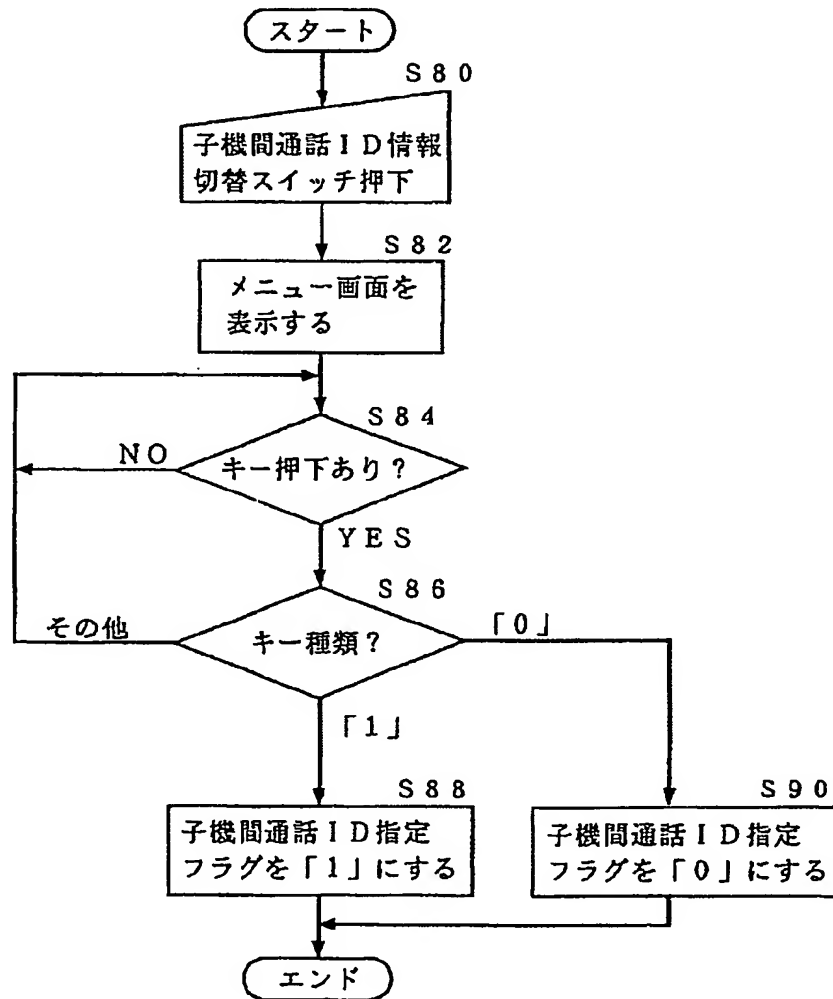 スタート
S80
子機間通話ID情報
切替スイッチ押下
S82
メニュー画面を
表示する
S84
キー押下あり?
NO
YES
S86
キー種類?
その他
「0」
「1」
S88
子機間通話ID指定
フラグを「1」にする
S90
子機間通話ID指定
フラグを「0」にする
エンド